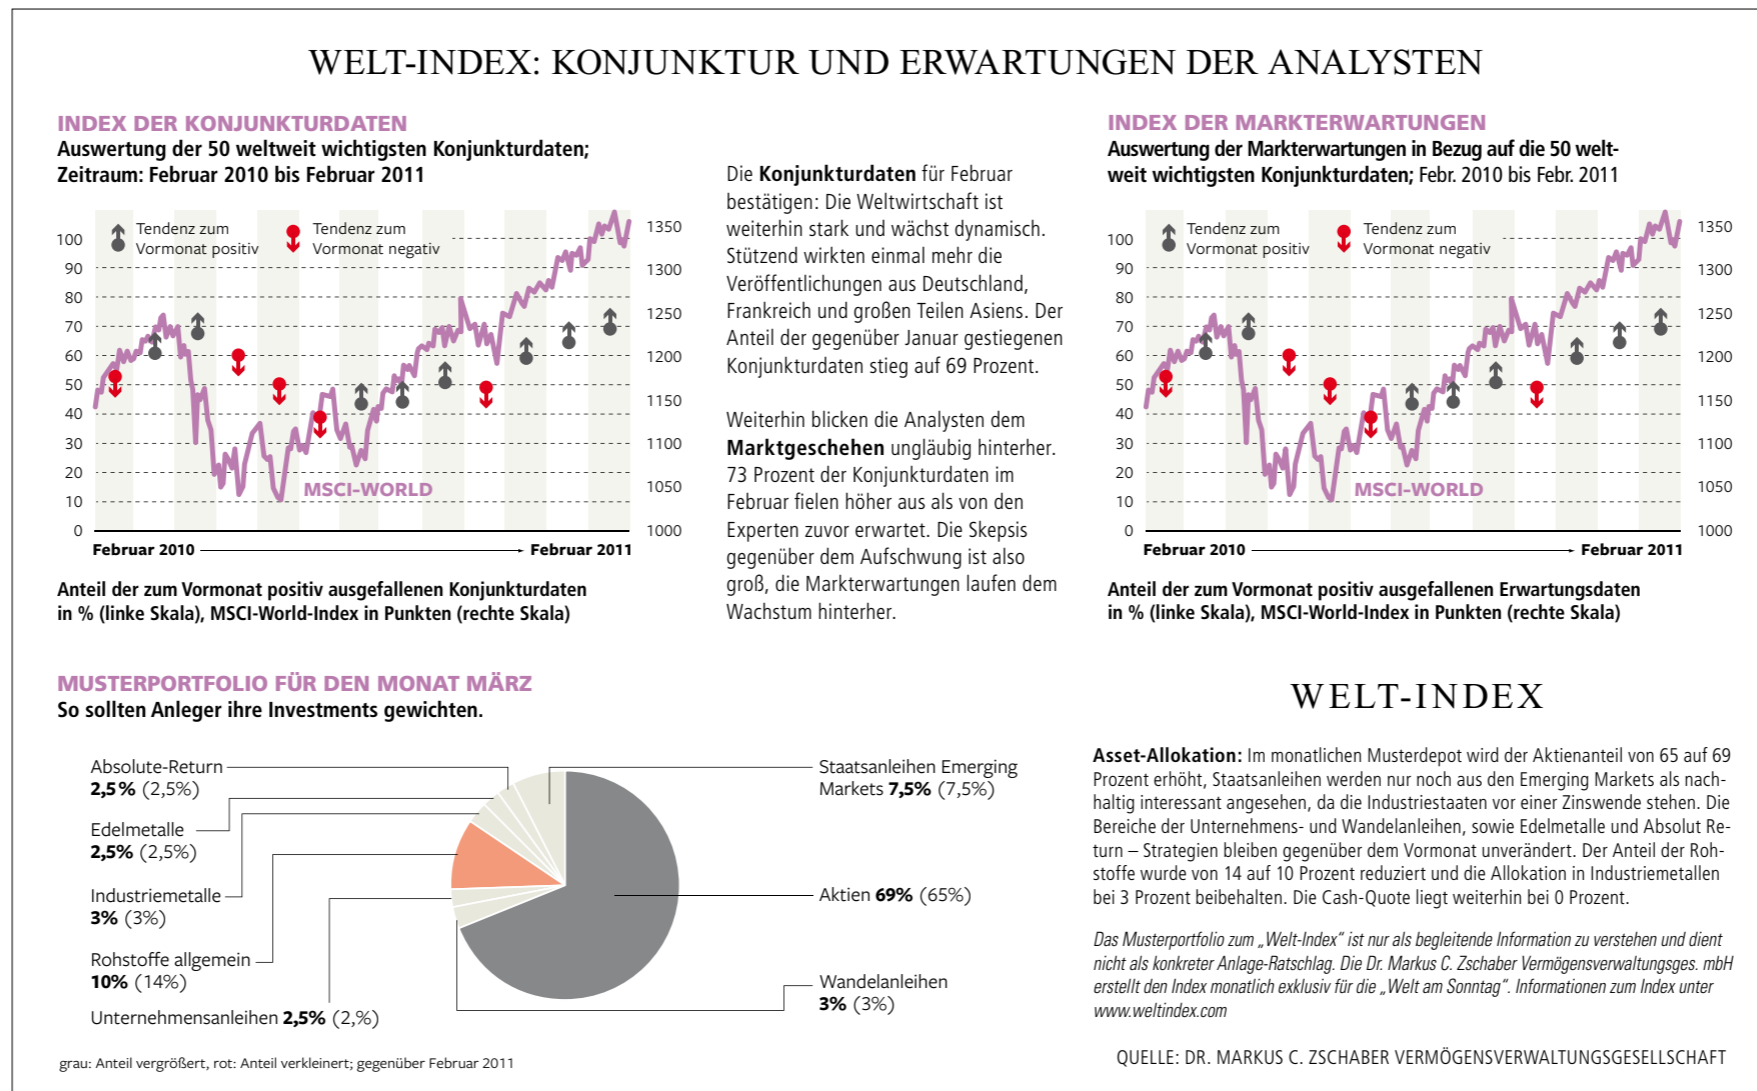 WELT-INDEX: KONJUNKTUR UND ERWARTUNGEN DER ANALYSTEN
INDEX DER KONJUNKTURDATEN
Auswertung der 50 weltweit wichtigsten Konjunkturdaten;
Zeitraum: Februar 2010 bis Februar 2011
Tendenz zum
Vormonat positiv
Tendenz zum
Vormonat negativ
100
90
80
70
60
50
40
30
20
10
0
1350
1300
1250
1200
1150
1100
1050
1000
MSCI-WORLD
Februar 2010
Februar 2011
Anteil der zum Vormonat positiv ausgefallenen Konjunkturdaten
in % (linke Skala), MSCI-World-Index in Punkten (rechte Skala)
Die Konjunkturdaten für Februar
bestätigen: Die Weltwirtschaft ist
weiterhin stark und wächst dynamisch.
Stützend wirkten einmal mehr die
Veröffentlichungen aus Deutschland,
Frankreich und großen Teilen Asiens. Der
Anteil der gegenüber Januar gestiegenen
Konjunkturdaten stieg auf 69 Prozent.
Weiterhin blicken die Analysten dem
Marktgeschehen ungläubig hinterher.
73 Prozent der Konjunkturdaten im
Februar fielen höher aus als von den
Experten zuvor erwartet. Die Skepsis
gegenüber dem Aufschwung ist also
groß, die Markterwartungen laufen dem
Wachstum hinterher.
INDEX DER MARKTERWARTUNGEN
Auswertung der Markterwartungen in Bezug auf die 50 welt-
weit wichtigsten Konjunkturdaten; Febr. 2010 bis Febr. 2011
Tendenz zum
Vormonat positiv
Tendenz zum
Vormonat negativ
100
90
80
70
60
50
40
30
20
10
0
1350
1300
1250
1200
1150
1100
1050
1000
MSCI-WORLD
Februar 2010
Februar 2011
Anteil der zum Vormonat positiv ausgefallenen Erwartungsdaten
in % (linke Skala), MSCI-World-Index in Punkten (rechte Skala)
MUSTERPORTFOLIO FÜR DEN MONAT MÄRZ
So sollten Anleger ihre Investments gewichten.
Absolute-Return
2,5% (2,5%)
Edelmetalle
2,5% (2,5%)
Industriemetalle
3% (3%)
Rohstoffe allgemein
10% (14%)
Unternehmensanleihen 2,5% (2,%)
Staatsanleihen Emerging
Markets 7,5% (7,5%)
Aktien 69% (65%)
Wandelanleihen
3% (3%)
grau: Anteil vergrößert, rot: Anteil verkleinert; gegenüber Februar 2011
WELT-INDEX
Asset-Allokation: Im monatlichen Musterdepot wird der Aktienanteil von 65 auf 69
Prozent erhöht, Staatsanleihen werden nur noch aus den Emerging Markets als nach-
haltig interessant angesehen, da die Industriestaaten vor einer Zinswende stehen. Die
Bereiche der Unternehmens- und Wandelanleihen, sowie Edelmetalle und Absolut Re-
turn – Strategien bleiben gegenüber dem Vormonat unverändert. Der Anteil der Roh-
stoffe wurde von 14 auf 10 Prozent reduziert und die Allokation in Industriemetallen
bei 3 Prozent beibehalten. Die Cash-Quote liegt weiterhin bei 0 Prozent.
Das Musterportfolio zum „Welt-Index“ ist nur als begleitende Information zu verstehen und dient
nicht als konkreter Anlage-Ratschlag. Die Dr. Markus C. Zschaber Vermögensverwaltungsges. mbH
erstellt den Index monatlich exklusiv für die „Welt am Sonntag“. Informationen zum Index unter
www.weltindex.com
QUELLE: DR. MARKUS C. ZSCHABER VERMÖGENSVERWALTUNGSGESELLSCHAFT